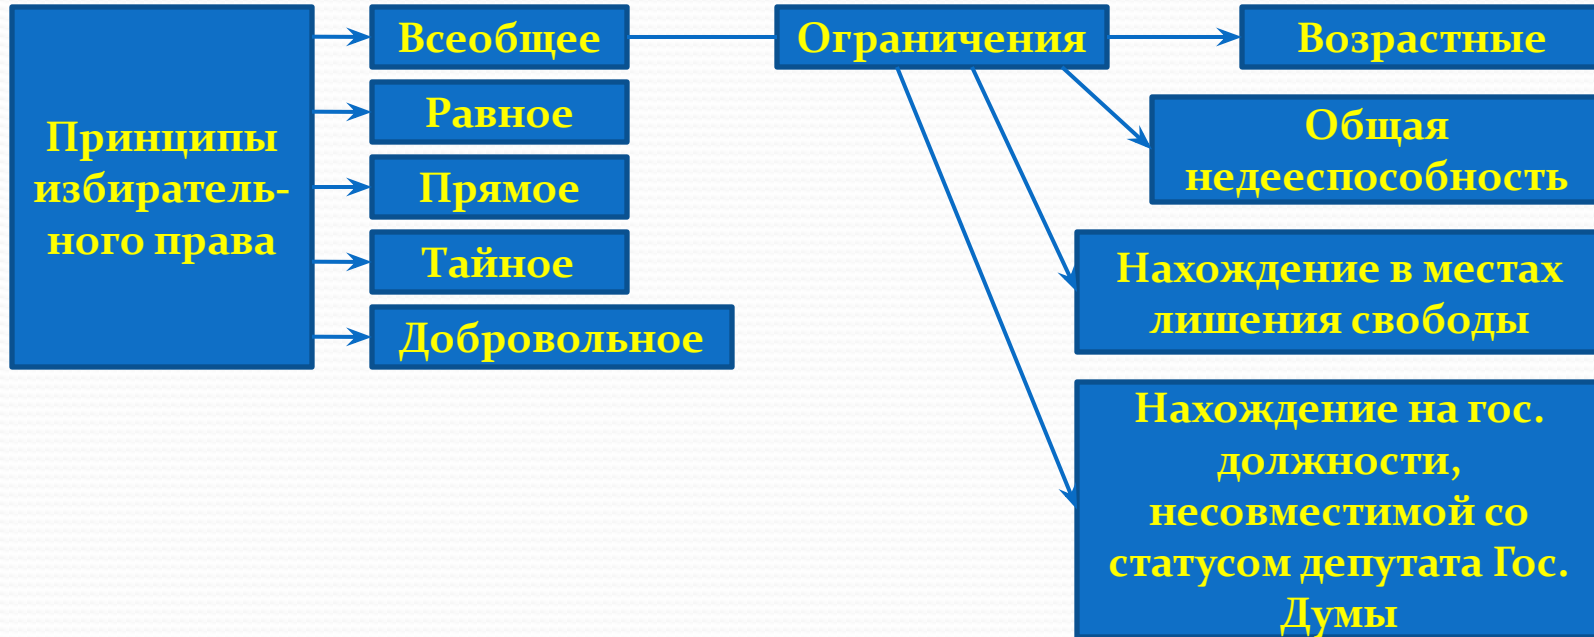 Принципы
избиратель-
ного права
Всеобщее
Равное
Прямое
Тайное
Добровольное
Ограничения
Возрастные
Общая
недееспособность
Нахождение в местах
лишения свободы
Нахождение на гос.
должности,
несовместимой со
статусом депутата Гос.
Думы